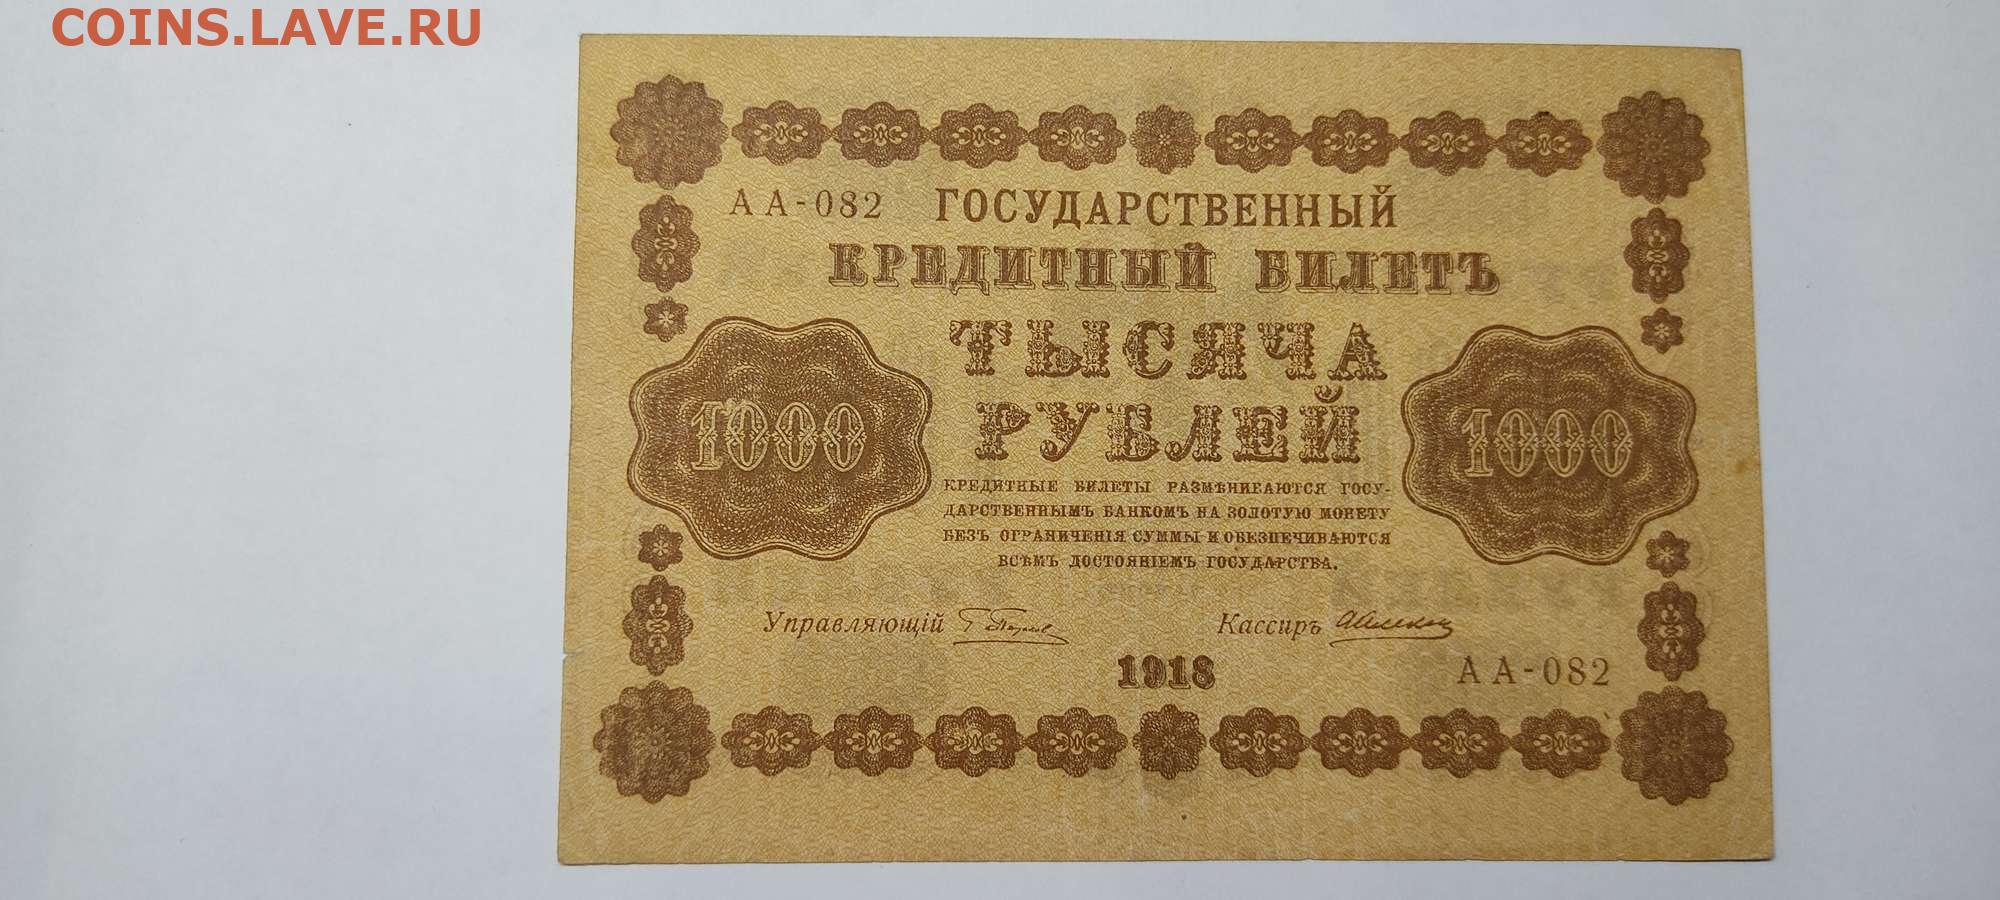 COINS.LAVE.RU
АА-082 ГОСУДАРСТВЕННЫЙ
КРЕДИТНЫЙ БИЛЕТЪ
ТЫСЯЧА
РУБЛЕЙ
1000
1000
КРЕДИТНЫЕ БИЛЕТЫ РАЗМѢНИВАЮТСЯ ГОСУ-
ДАРСТВЕННЫМЪ БАНКОМЪ НА ЗОЛОТУЮ МОНЕТУ
БЕЗЪ ОГРАНИЧЕНІЯ СУММЫ И ОБЕЗПЕЧИВАЮТСЯ
ВСѢМЪ ДОСТОЯНІЕМЪ ГОСУДАРСТВА.
Управляющій Кассиръ
1918
АА-082